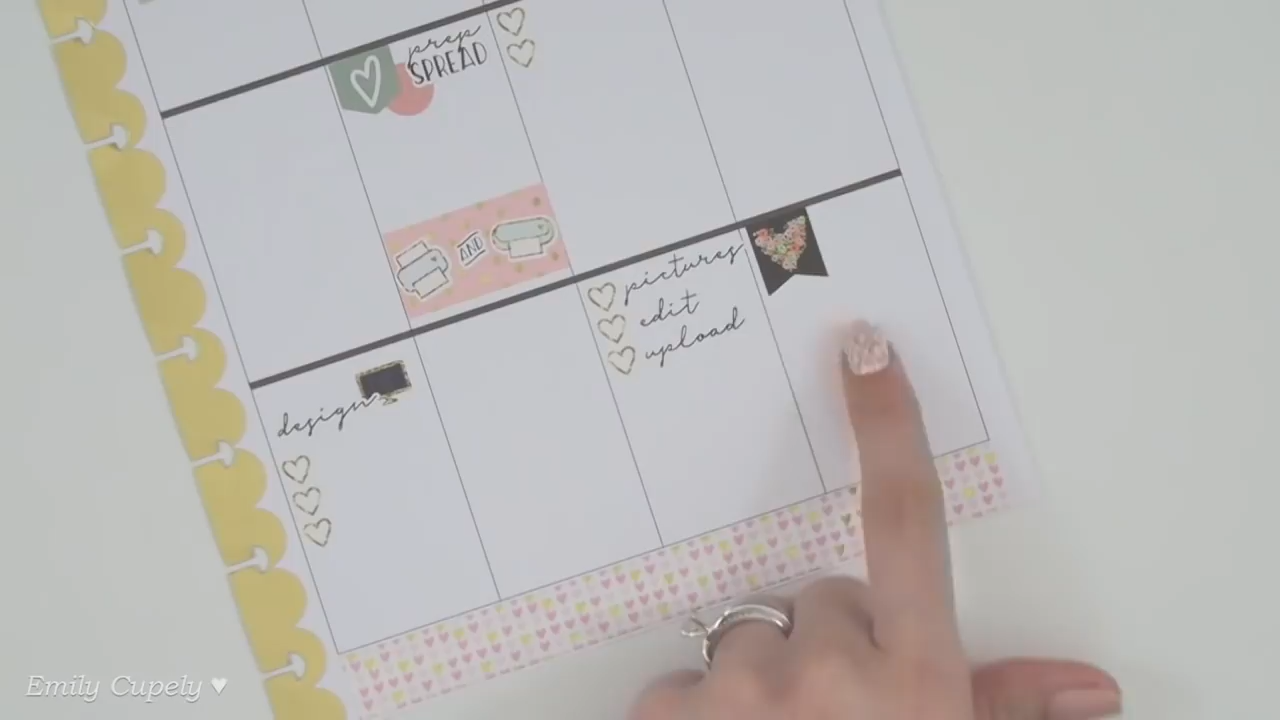 prep
SPREAD
AND
pictures
edit
upload
design
Emily Cupely ♥